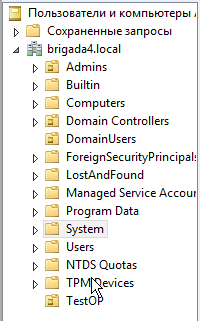 Пользователи и компьютеры
Сохраненные запросы
brigada4.local
Admins
Builtin
Computers
Domain Controllers
DomainUsers
ForeignSecurityPrincipals
LostAndFound
Managed Service Accour
Program Data
System
Users
NTDS Quotas
TPM Devices
TestOP